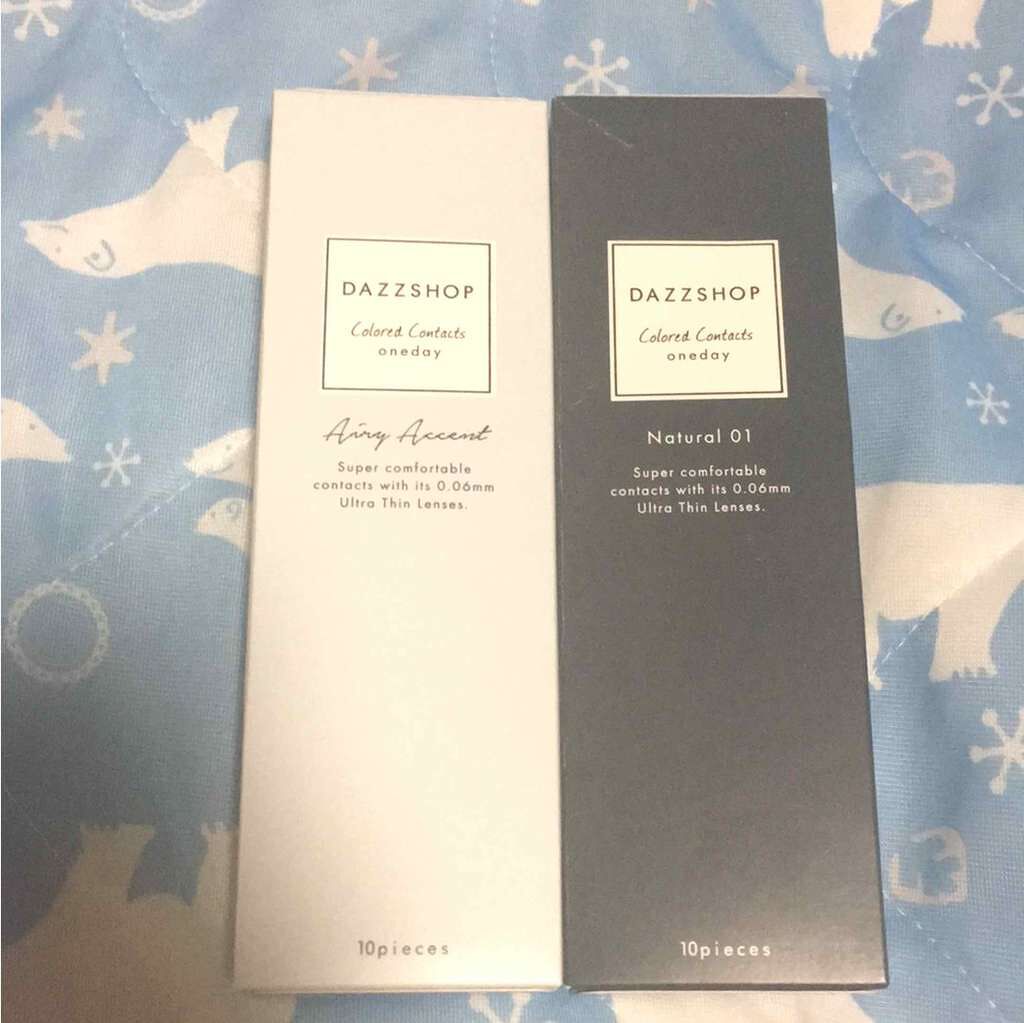 DAZZSHOP
Colored Contacts
oneday
Airy Accent
Super comfortable
contacts with its 0.06mm
Ultra Thin Lenses.
10pieces
DAZZSHOP
Colored Contacts
oneday
Natural 01
Super comfortable
contacts with its 0.06mm
Ultra Thin Lenses.
10pieces